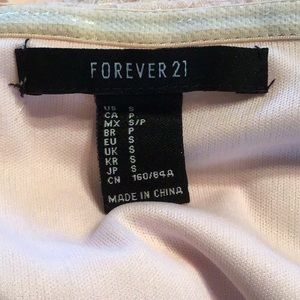 FOREVER 21
US S
CA P
MX S/P
BR P
EU S
UK S
KR S
JP S
CN 160/84A
MADE IN CHINA